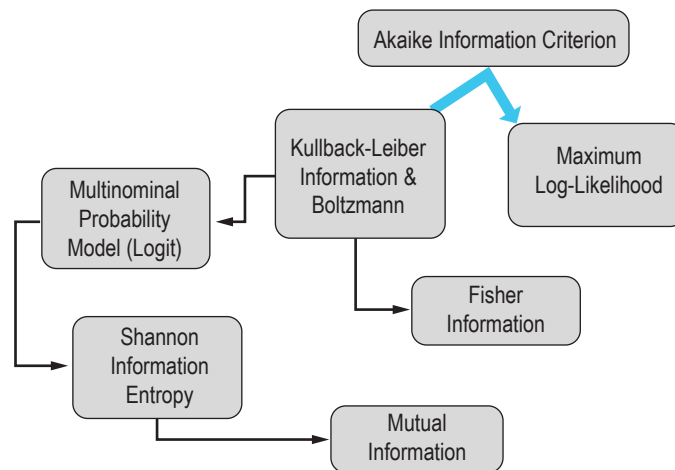 Akaike Information Criterion
Kullback-Leiber
Information &
Boltzmann
Maximum
Log-Likelihood
Multinominal
Probability
Model (Logit)
Fisher
Information
Shannon
Information
Entropy
Mutual
Information